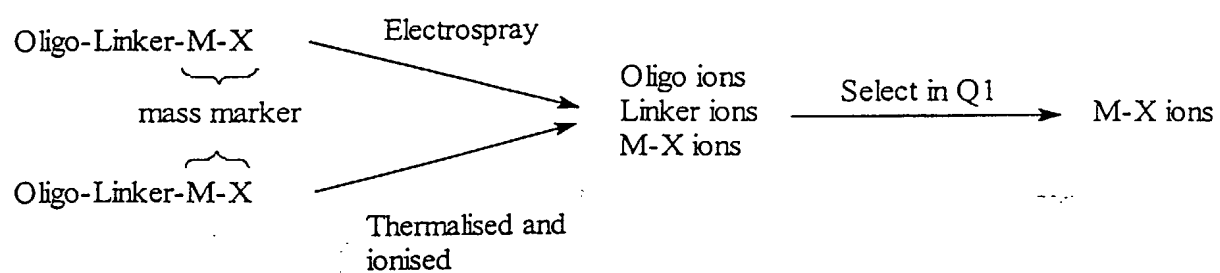 Oligo-Linker-M-X
mass marker
Oligo-Linker-M-X
Electrospray
Thermalised and
ionised
Oligo ions
Linker ions
M-X ions
Select in Q1
M-X ions